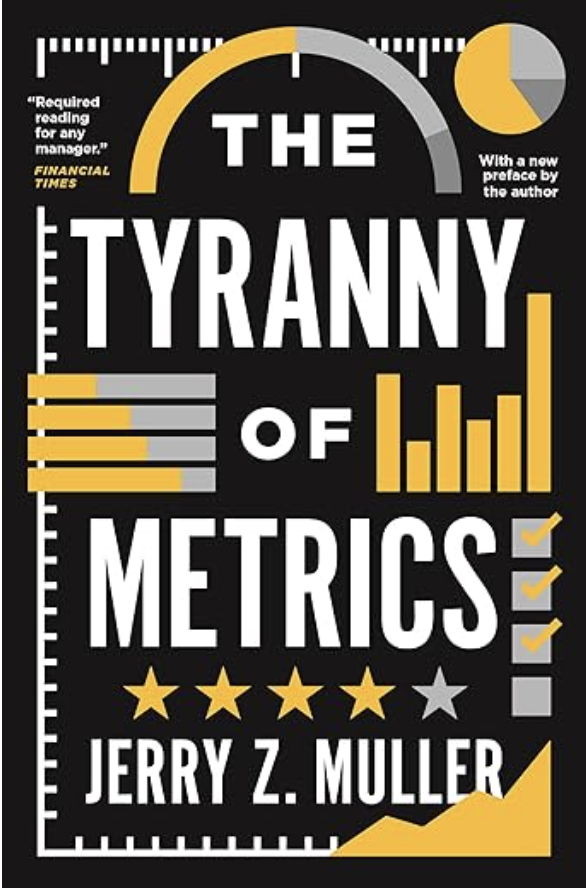 “Required
reading
for any
manager.”
FINANCIAL
TIMES
THE
With a new
preface by
the author
TYRANNY
OF
METRICS
JERRY Z. MULLER